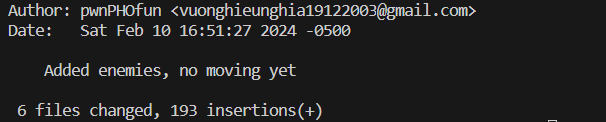 Author: pwnPHOfun <vuonghieunghia19122003@gmail.com>
Date:   Sat Feb 10 16:51:27 2024 -0500
Added enemies, no moving yet
6 files changed, 193 insertions(+)